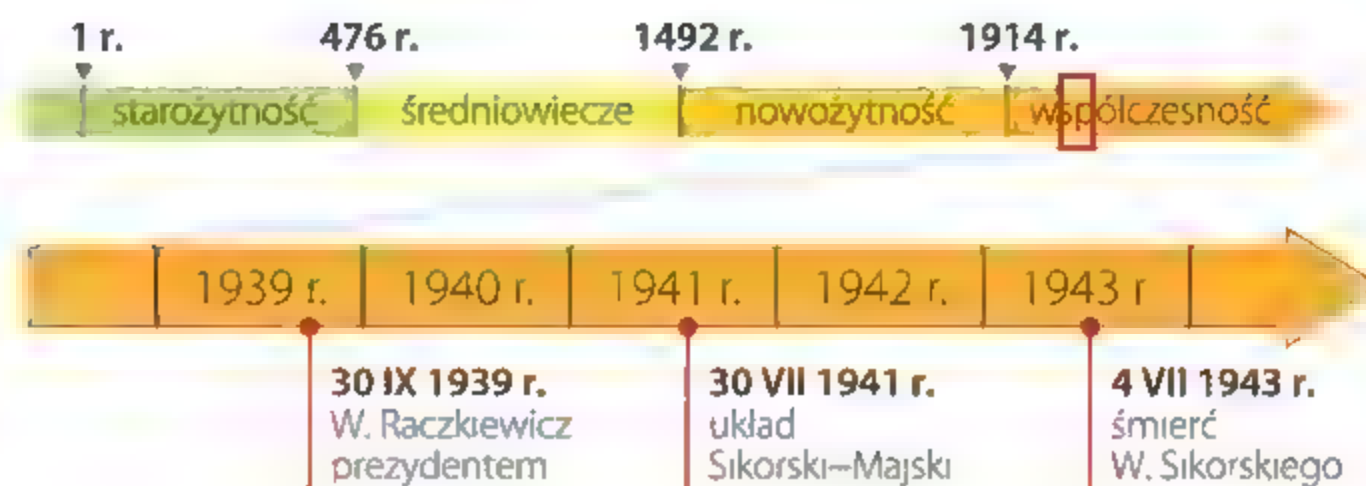 1 r. 476 r. 1492 r. 1914 r.
starożytność średniowiecze nowożytność współczesność
1939 r. 1940 r. 1941 r. 1942 r. 1943 r
30 IX 1939 r. 30 VII 1941 r. 4 VII 1943 r.
W. Raczkiewicz układ śmierć
prezydentem Sikorski–Majski W. Sikorskiego